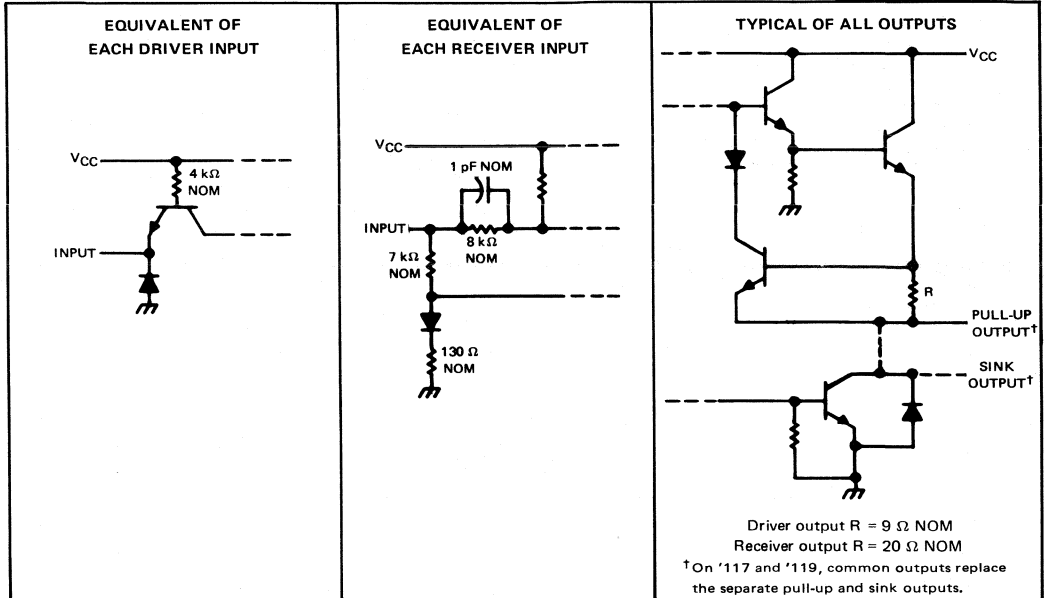 EQUIVALENT OF
EACH DRIVER INPUT
VCC
4 kΩ
NOM
INPUT
EQUIVALENT OF
EACH RECEIVER INPUT
VCC
1 pF NOM
INPUT
8 kΩ
NOM
7 kΩ
NOM
130 Ω
NOM
TYPICAL OF ALL OUTPUTS
VCC
R
PULL-UP
OUTPUT†
SINK
OUTPUT†
Driver output R = 9 Ω NOM
Receiver output R = 20 Ω NOM
†On '117 and '119, common outputs replace
the separate pull-up and sink outputs.